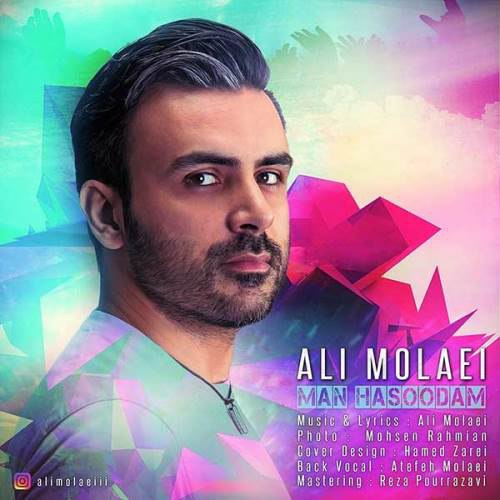 ALI MOLAEI
MAN HASOODAM
Music & Lyrics : Ali Molaei
Photo : Mohsen Rahmian
Cover Design : Hamed Zarei
Back Vocal : Atefeh Molaei
Mastering : Reza Pourrazavi
alimolaeiii